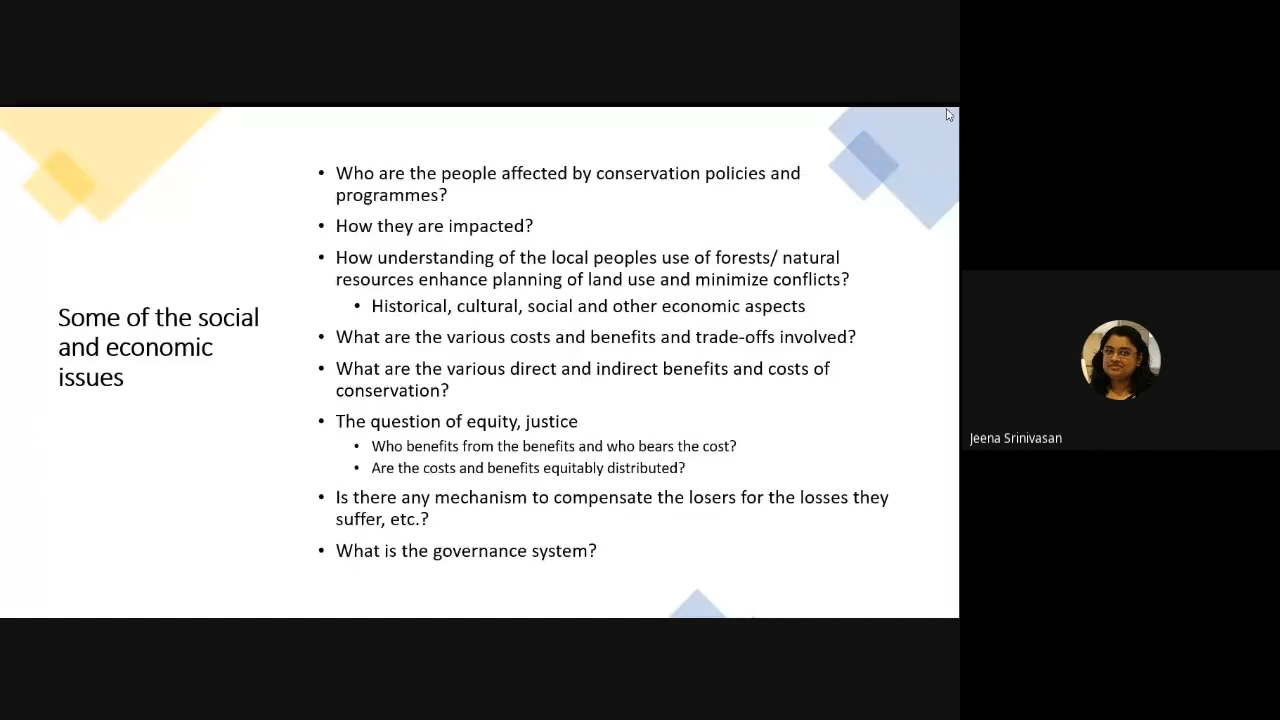 Some of the social
and economic
issues
• Who are the people affected by conservation policies and
programmes?
• How they are impacted?
• How understanding of the local peoples use of forests/ natural
resources enhance planning of land use and minimize conflicts?
• Historical, cultural, social and other economic aspects
• What are the various costs and benefits and trade-offs involved?
• What are the various direct and indirect benefits and costs of
conservation?
• The question of equity, justice
• Who benefits from the benefits and who bears the cost?
• Are the costs and benefits equitably distributed?
• Is there any mechanism to compensate the losers for the losses they
suffer, etc.?
• What is the governance system?
Jeena Srinivasan